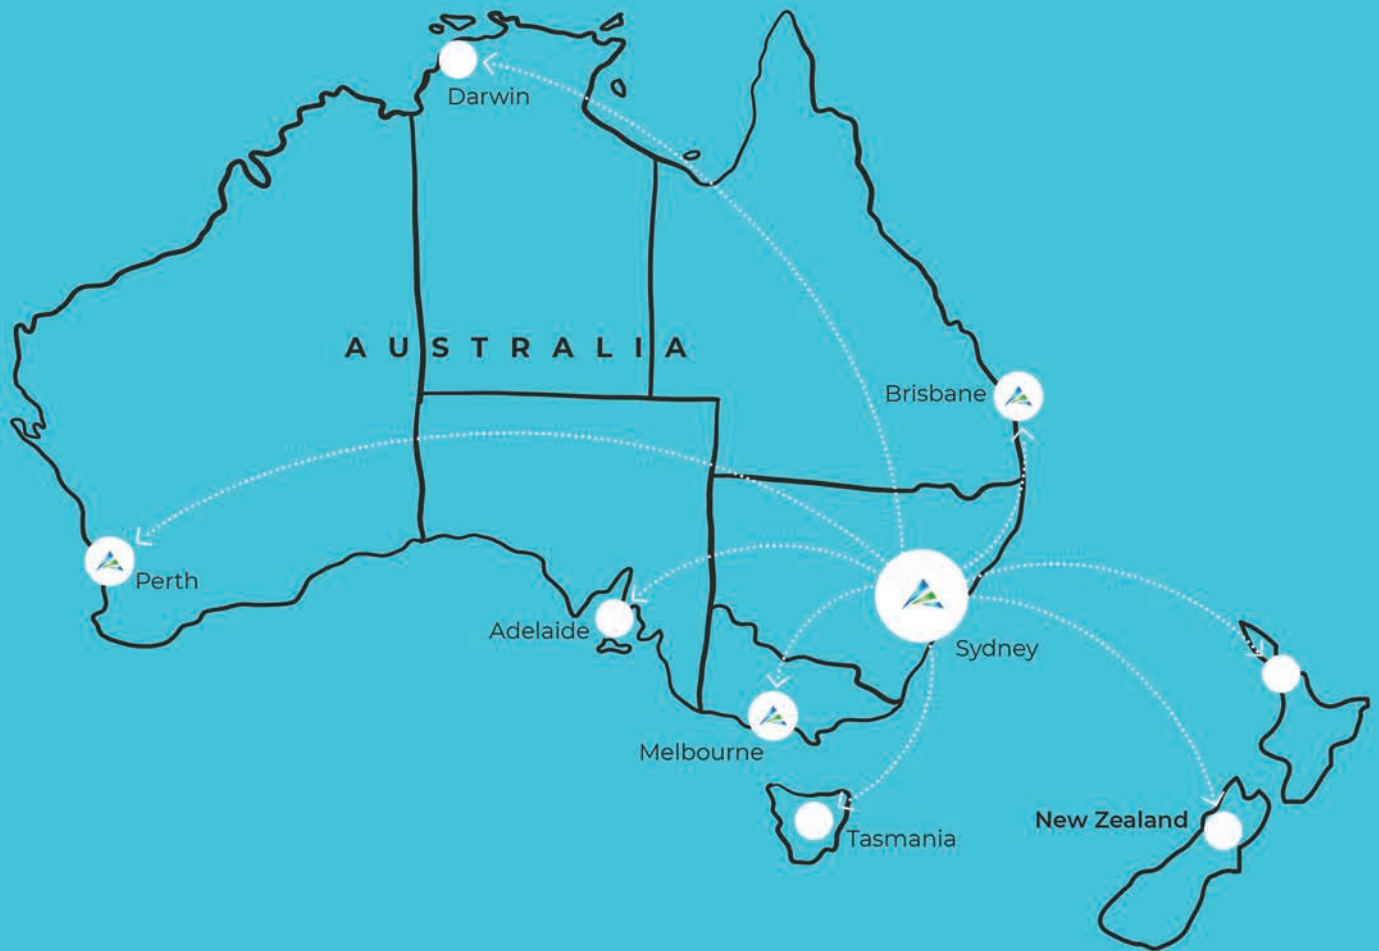 Darwin
AUSTRALIA
Brisbane
Perth
Adelaide
Sydney
Melbourne
New Zealand
Tasmania